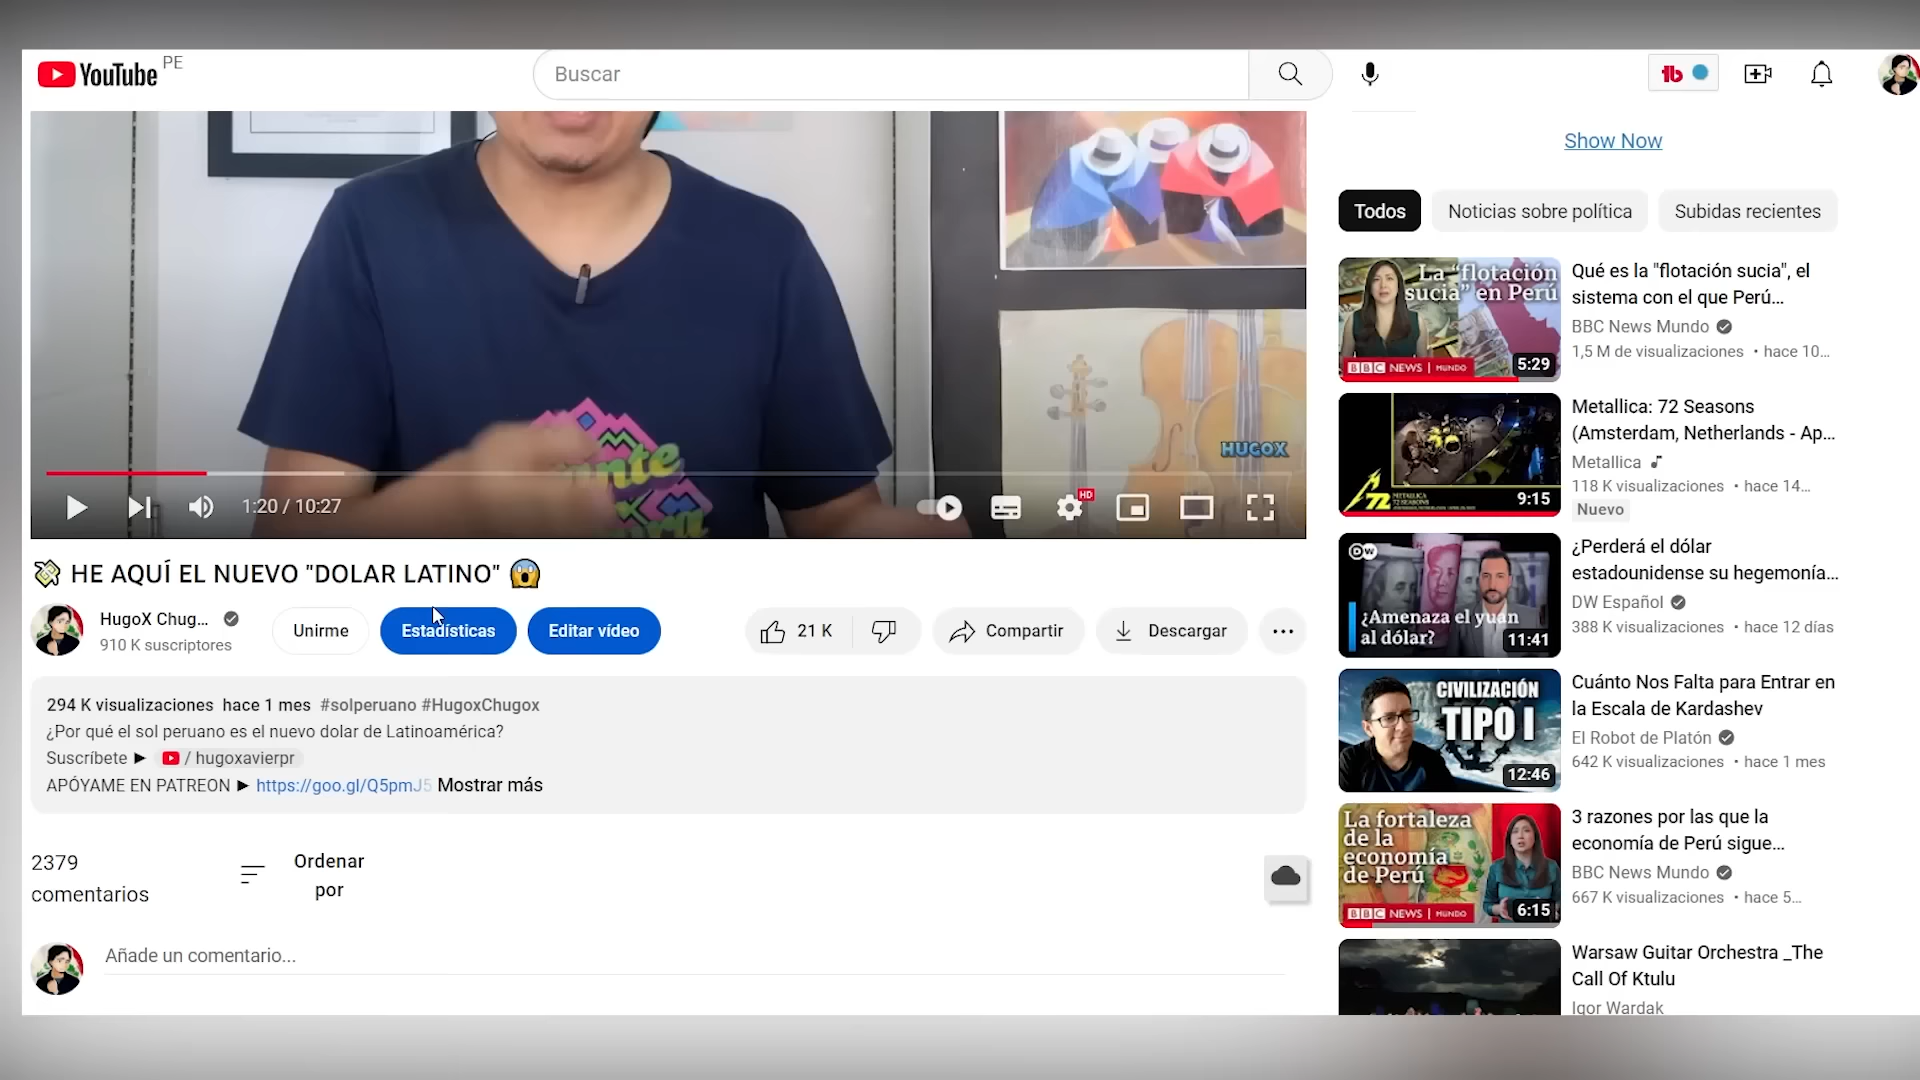 YouTube PE
Buscar
Show Now
HUGOX
1:20 / 10:27
HD
💸 HE AQUÍ EL NUEVO "DOLAR LATINO" 😱
HugoX Chug...
910 K suscriptores
Unirme
Estadísticas
Editar vídeo
21 K
Compartir
Descargar
294 K visualizaciones hace 1 mes #solperuano #HugoxChugox
¿Por qué el sol peruano es el nuevo dolar de Latinoamérica?
Suscríbete ► / hugoxavierpr
APÓYAME EN PATREON ► https://goo.gl/Q5pmJ5 Mostrar más
2379
comentarios
Ordenar
por
Añade un comentario...
Todos
Noticias sobre política
Subidas recientes
La "flotación
sucia" en Perú
BBC NEWS | MUNDO
5:29
Qué es la "flotación sucia", el
sistema con el que Perú...
BBC News Mundo
1,5 M de visualizaciones • hace 10...
72
METALLICA
72 SEASONS
9:15
Metallica: 72 Seasons
(Amsterdam, Netherlands - Ap...
Metallica
118 K visualizaciones • hace 14...
Nuevo
DW
¿Amenaza el yuan
al dólar?
11:41
¿Perderá el dólar
estadounidense su hegemonía...
DW Español
388 K visualizaciones • hace 12 días
CIVILIZACIÓN
TIPO I
12:46
Cuánto Nos Falta para Entrar en
la Escala de Kardashev
El Robot de Platón
642 K visualizaciones • hace 1 mes
La fortaleza
de la
economía
de Perú
BBC NEWS | MUNDO
6:15
3 razones por las que la
economía de Perú sigue...
BBC News Mundo
667 K visualizaciones • hace 5...
Warsaw Guitar Orchestra _The
Call Of Ktulu
Igor Wardak